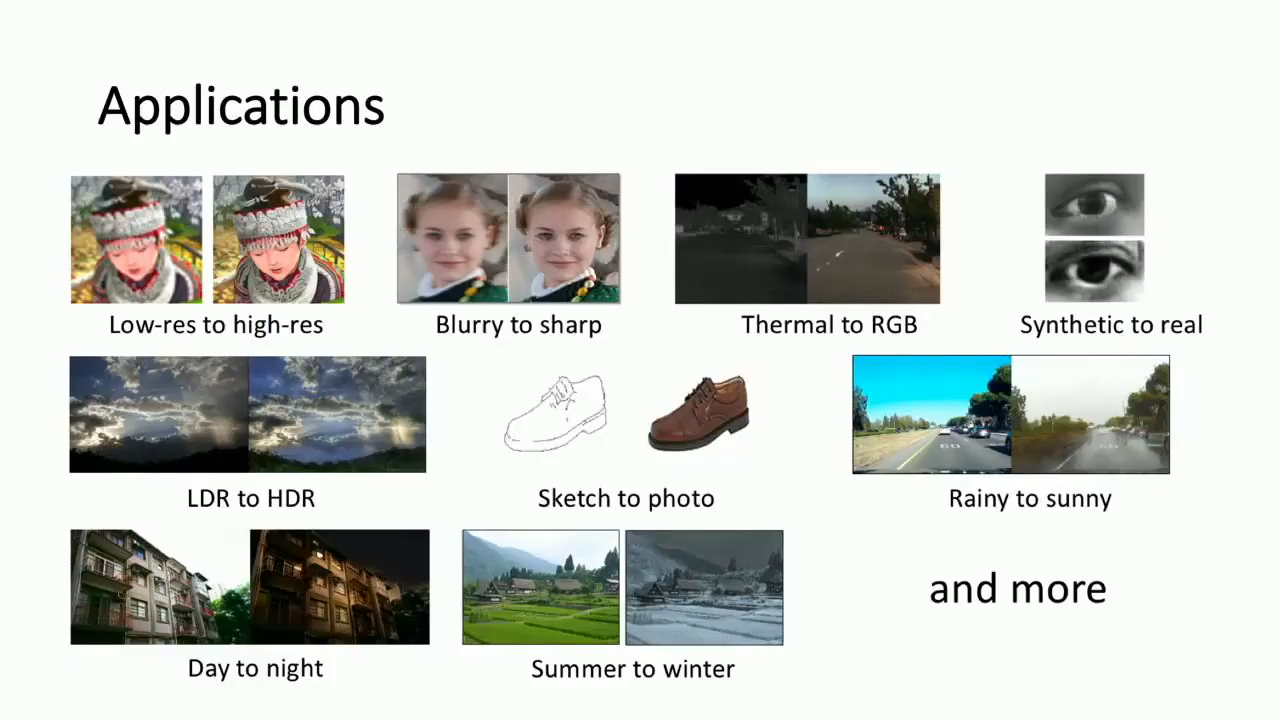 Applications
Low-res to high-res
Blurry to sharp
Thermal to RGB
Synthetic to real
LDR to HDR
Sketch to photo
Rainy to sunny
Day to night
Summer to winter
and more